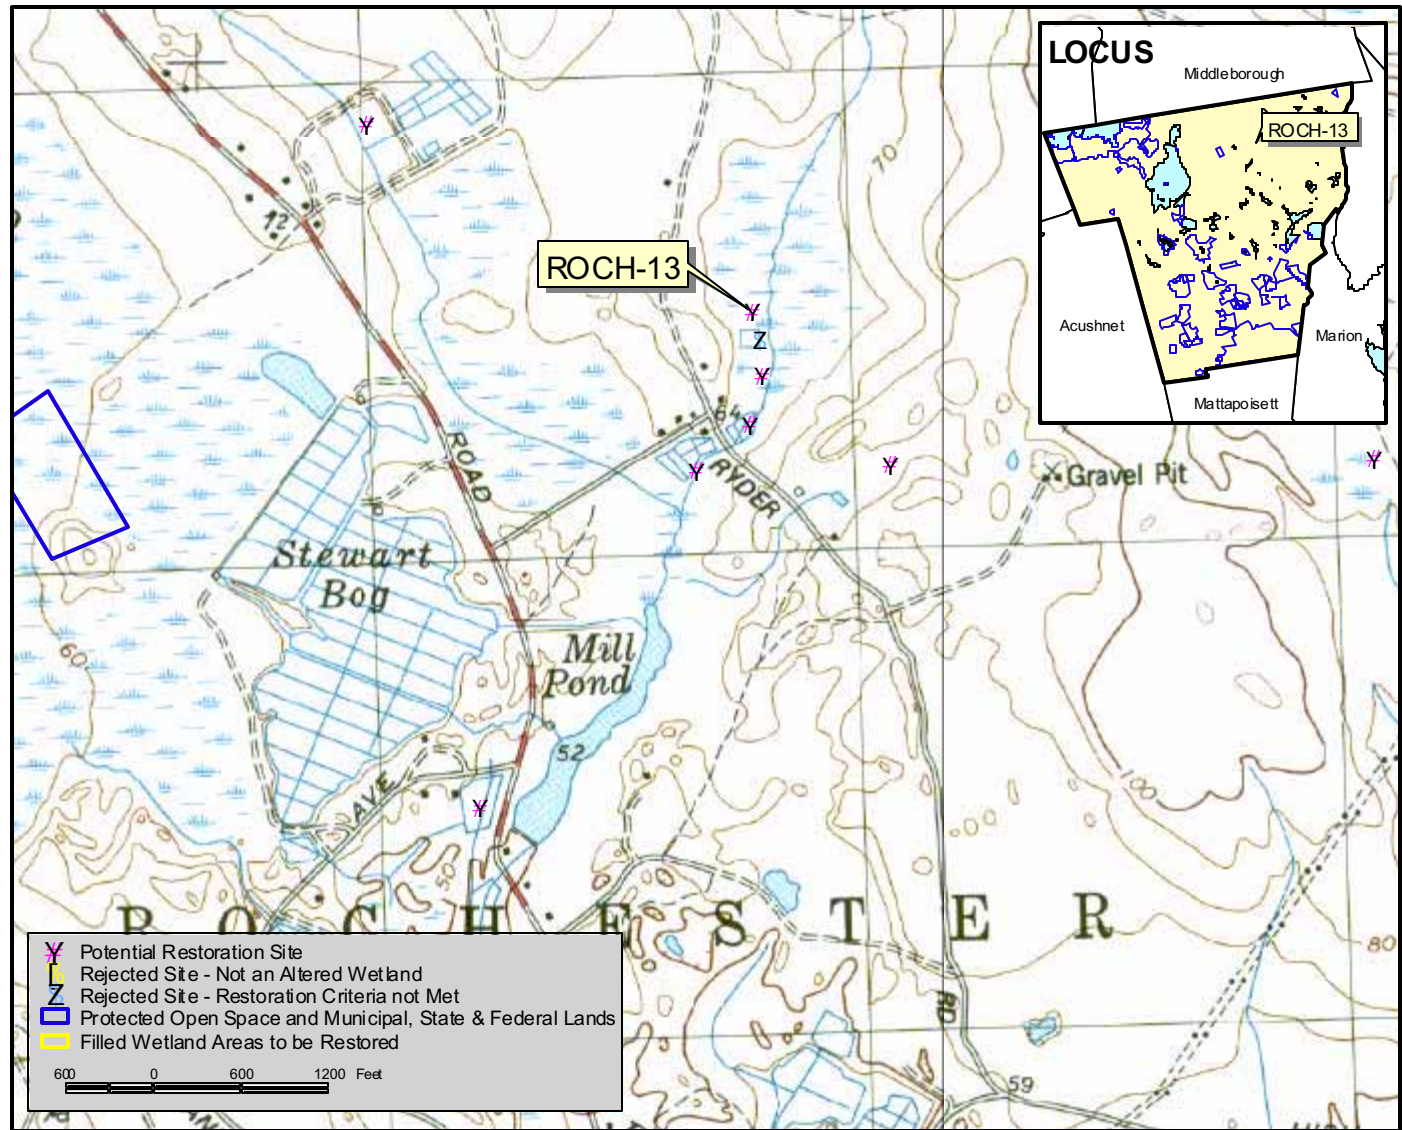 LOCUS
Middleborough
ROCH-13
Acushnet
Marion
Mattapoisett
70
12
ROCH-13
64
ROAD
RYDER
Gravel Pit
Stewart
Bog
Mill
Pond
60
52
AVE
50
100
ROCHESTER
80
RD
59
Y Potential Restoration Site
Rejected Site - Not an Altered Wetland
Z Rejected Site - Restoration Criteria not Met
Protected Open Space and Municipal, State & Federal Lands
Filled Wetland Areas to be Restored
600 0 600 1200 Feet